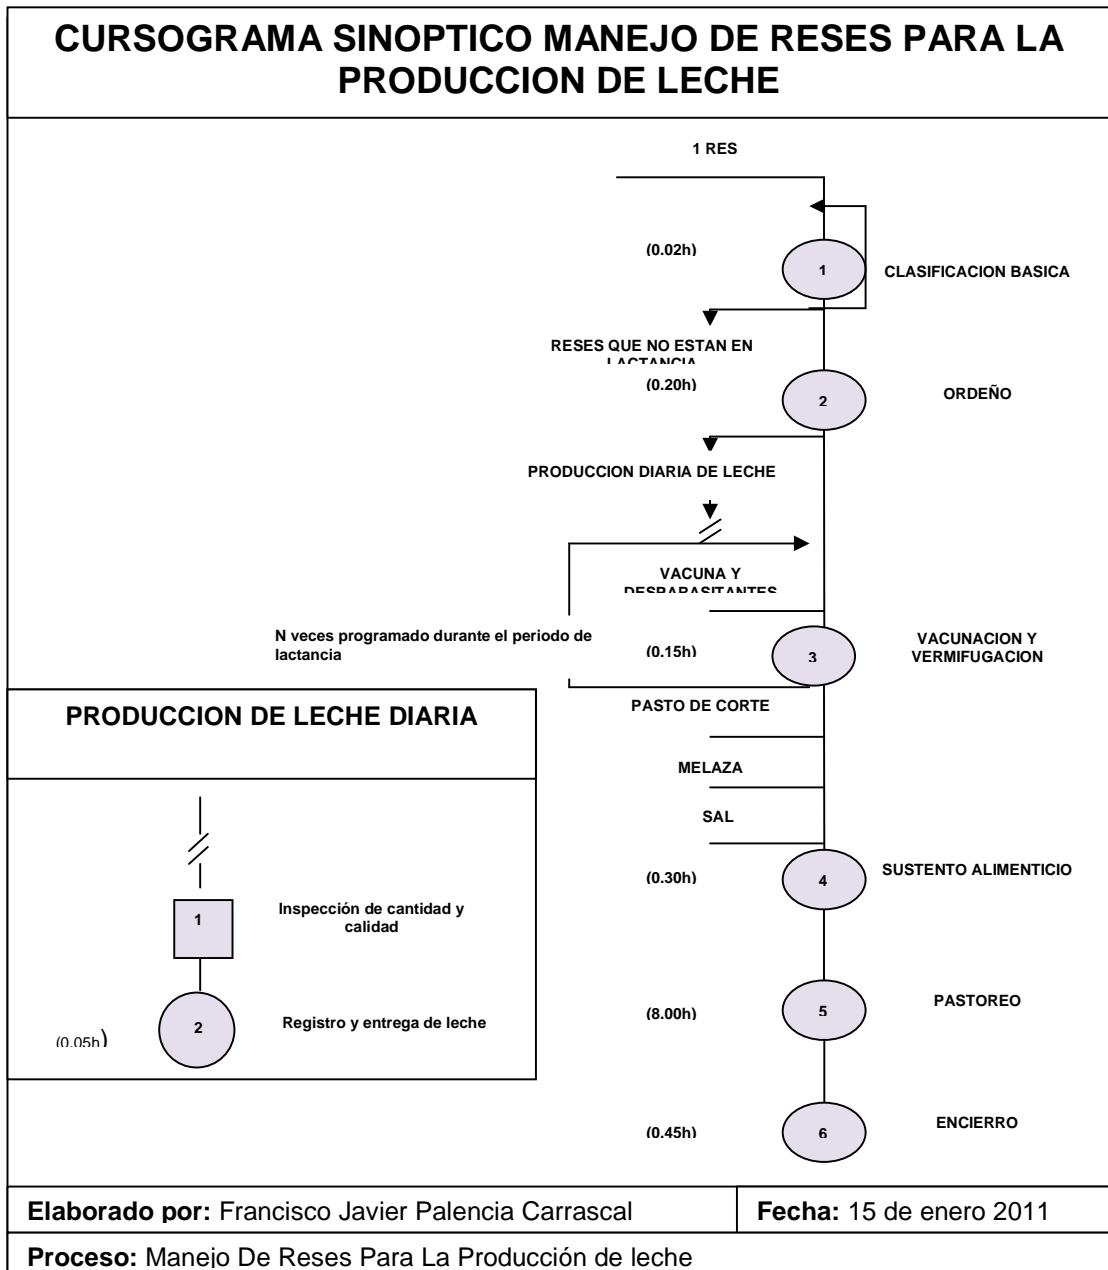 CURSOGRAMA SINOPTICO MANEJO DE RESES PARA LA
PRODUCCION DE LECHE
1 RES
(0.02h)
1
CLASIFICACION BASICA
RESES QUE NO ESTAN EN
LACTANCIA
(0.20h)
2
ORDEÑO
PRODUCCION DIARIA DE LECHE
VACUNA Y
DESPARASITANTES
N veces programado durante el periodo de
lactancia
(0.15h)
3
VACUNACION Y
VERMIFUGACION
PASTO DE CORTE
MELAZA
SAL
(0.30h)
4
SUSTENTO ALIMENTICIO
(8.00h)
5
PASTOREO
(0.45h)
6
ENCIERRO
PRODUCCION DE LECHE DIARIA
1
Inspección de cantidad y
calidad
(0.05h)
2
Registro y entrega de leche
Elaborado por: Francisco Javier Palencia Carrascal
Fecha: 15 de enero 2011
Proceso: Manejo De Reses Para La Producción de leche